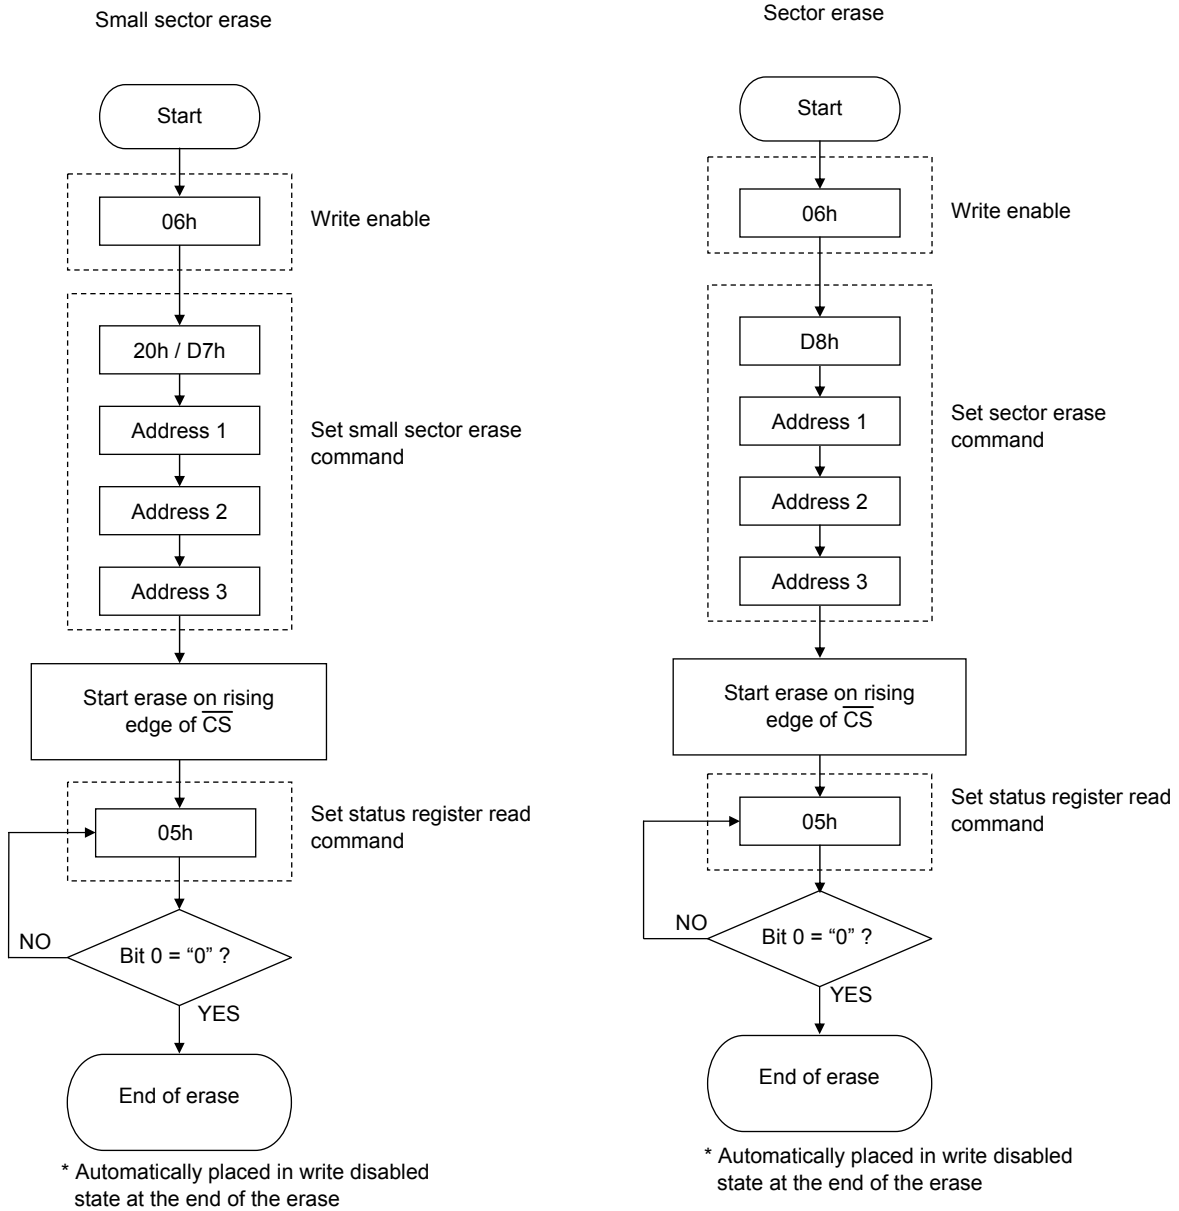 Small sector erase
Start
06h
Write enable
20h / D7h
Address 1
Set small sector erase
command
Address 2
Address 3
Start erase on rising
edge of C̅S̅
05h
Set status register read
command
NO
Bit 0 = “0” ?
YES
End of erase
* Automatically placed in write disabled
state at the end of the erase
Sector erase
Start
06h
Write enable
D8h
Address 1
Set sector erase
command
Address 2
Address 3
Start erase on rising
edge of C̅S̅
05h
Set status register read
command
NO
Bit 0 = “0” ?
YES
End of erase
* Automatically placed in write disabled
state at the end of the erase